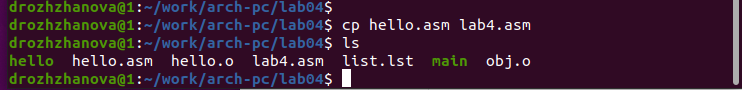 drozhzhanova@1:~/work/arch-pc/lab04$
drozhzhanova@1:~/work/arch-pc/lab04$ cp hello.asm lab4.asm
drozhzhanova@1:~/work/arch-pc/lab04$ ls
hello  hello.asm  hello.o  lab4.asm  list.lst  main  obj.o
drozhzhanova@1:~/work/arch-pc/lab04$